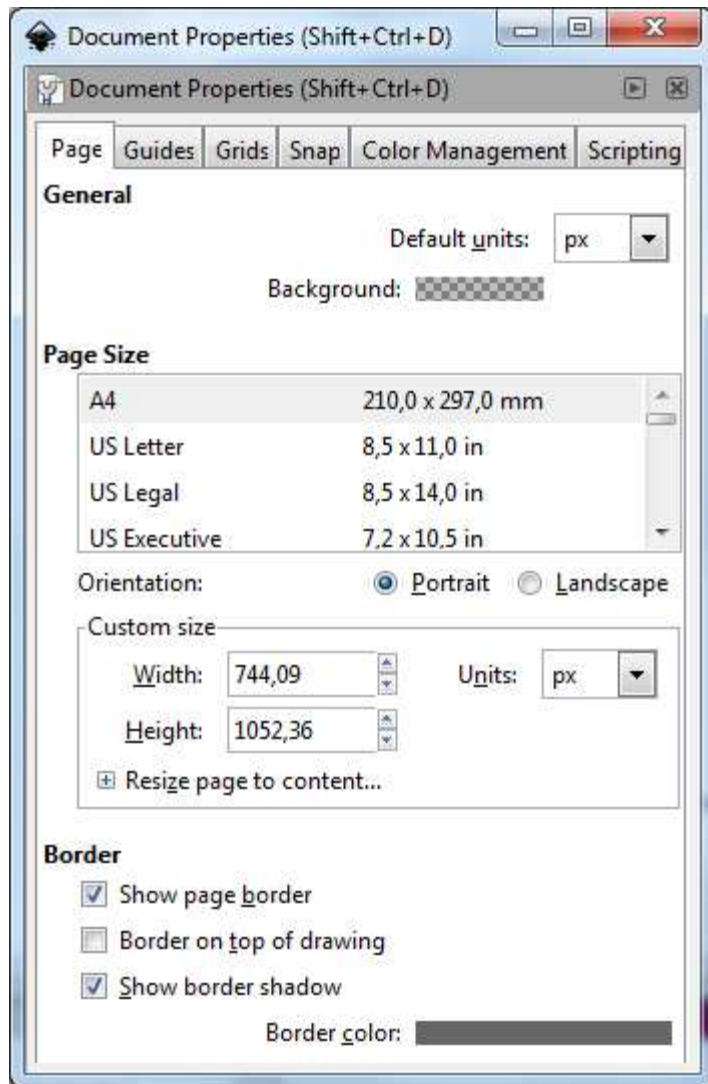 Document Properties (Shift+Ctrl+D)
Document Properties (Shift+Ctrl+D)
Page Guides Grids Snap Color Management Scripting
General
Default units: px
Background:
Page Size
A4 210,0 x 297,0 mm
US Letter 8,5 x 11,0 in
US Legal 8,5 x 14,0 in
US Executive 7,2 x 10,5 in
Orientation: Portrait Landscape
Custom size
Width: 744,09 Units: px
Height: 1052,36
Resize page to content...
Border
Show page border
Border on top of drawing
Show border shadow
Border color: